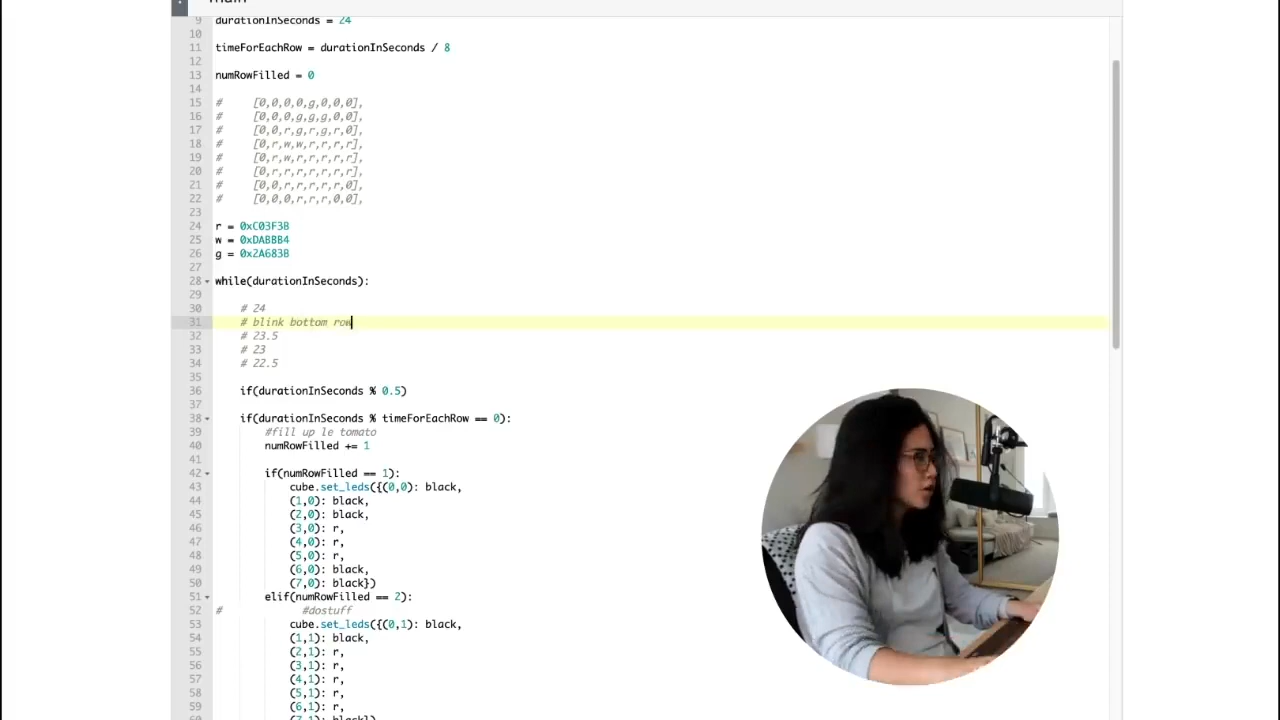 main
9 durationInSeconds = 24
10
11 timeForEachRow = durationInSeconds / 8
12
13 numRowFilled = 0
14
15 # [0,0,0,0,g,0,0,0],
16 # [0,0,0,g,g,g,0,0],
17 # [0,0,r,g,r,g,r,0],
18 # [0,r,w,w,r,r,r,r],
19 # [0,r,w,r,r,r,r,r],
20 # [0,r,r,r,r,r,r,r],
21 # [0,0,r,r,r,r,r,0],
22 # [0,0,0,r,r,r,0,0],
23
24 r = 0xC03F3B
25 w = 0xDABBB4
26 g = 0x2A683B
27
28 while(durationInSeconds):
29
30 # 24
31 # blink bottom row
32 # 23.5
33 # 23
34 # 22.5
35
36 if(durationInSeconds % 0.5)
37
38 if(durationInSeconds % timeForEachRow == 0):
39 #fill up le tomato
40 numRowFilled += 1
41
42 if(numRowFilled == 1):
43 cube.set_leds({(0,0): black,
44 (1,0): black,
45 (2,0): black,
46 (3,0): r,
47 (4,0): r,
48 (5,0): r,
49 (6,0): black,
50 (7,0): black})
51 elif(numRowFilled == 2):
52 # #dostuff
53 cube.set_leds({(0,1): black,
54 (1,1): black,
55 (2,1): r,
56 (3,1): r,
57 (4,1): r,
58 (5,1): r,
59 (6,1): r,
60 (7,1): black})